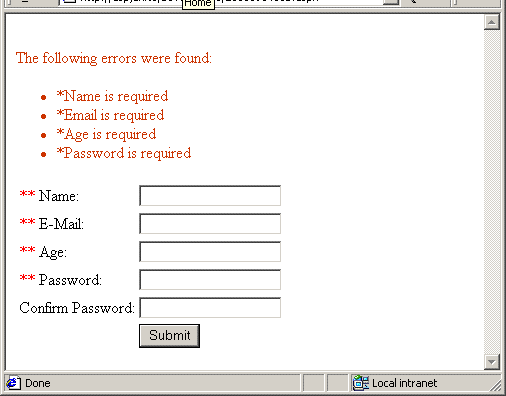 Home
The following errors were found:
*Name is required
*Email is required
*Age is required
*Password is required
** Name:
** E-Mail:
** Age:
** Password:
Confirm Password:
Submit
Done
Local intranet